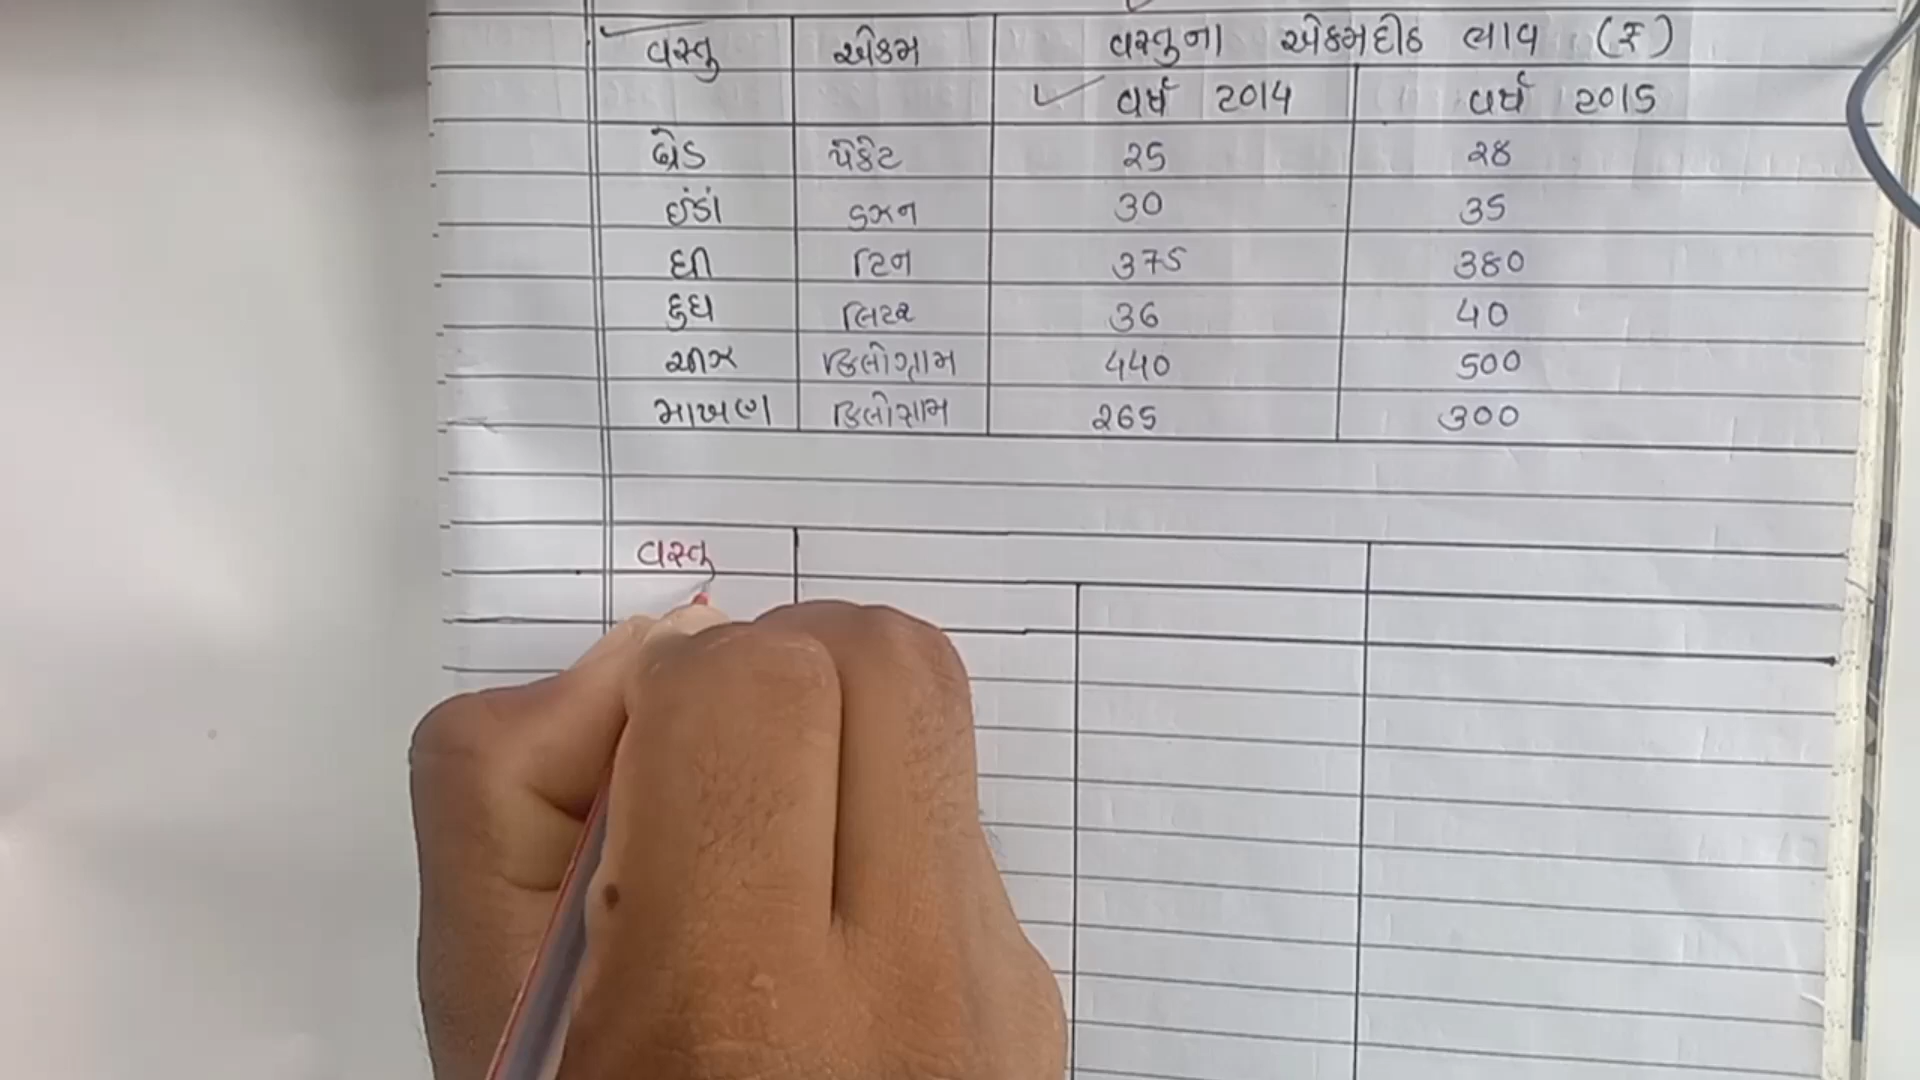 વસ્તુ એકમ વસ્તુના એકમદીઠ ભાવ (₹)
વર્ષ 2014 વર્ષ 2015
બ્રેડ પેકેટ 25 28
ઈંડાં ડઝન 30 35
ઘી ટિન 375 380
દુધ લિટર 36 40
ચીઝ કિલોગ્રામ 440 500
માખણ કિલોગ્રામ 265 300
વસ્તુ